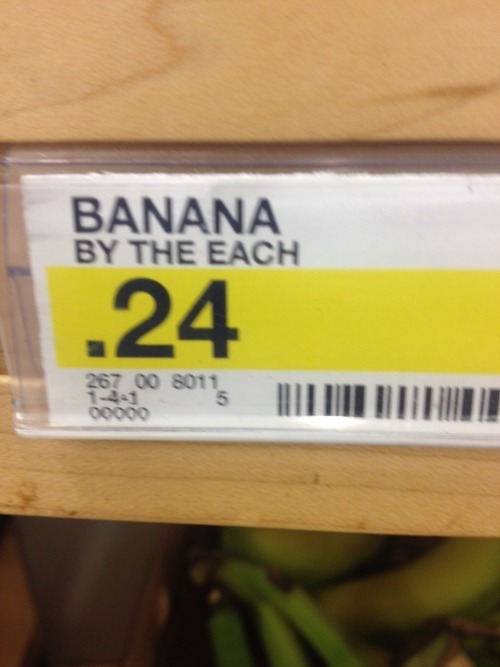 BANANA
BY THE EACH
.24
267 00 8011
1-4-1 5
00000